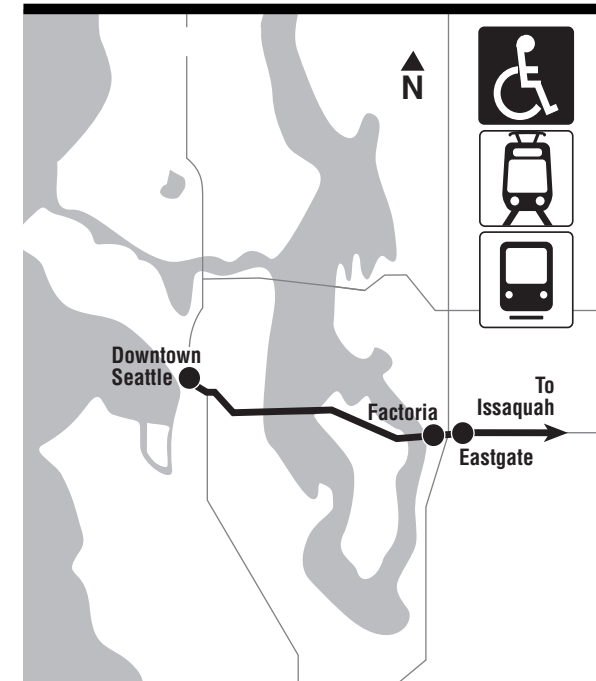 N
Downtown
Seattle
Factoria
To
Issaquah
Eastgate